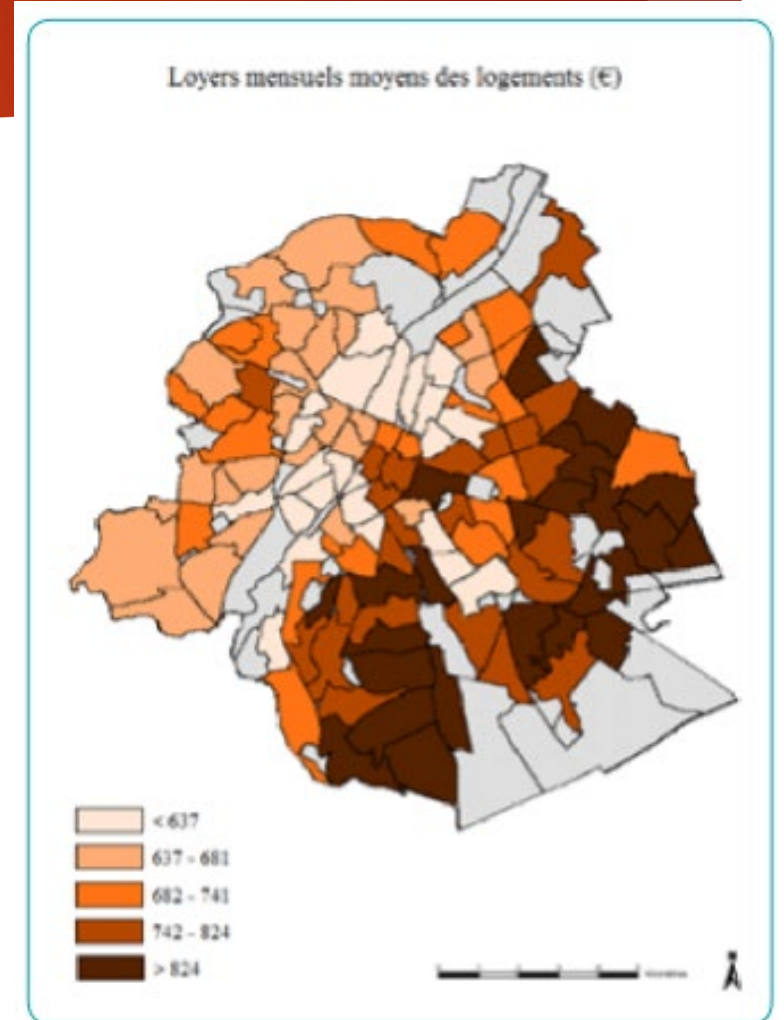 Loyers mensuels moyens des logements (€)
< 637
637 - 681
682 - 741
742 - 824
> 824